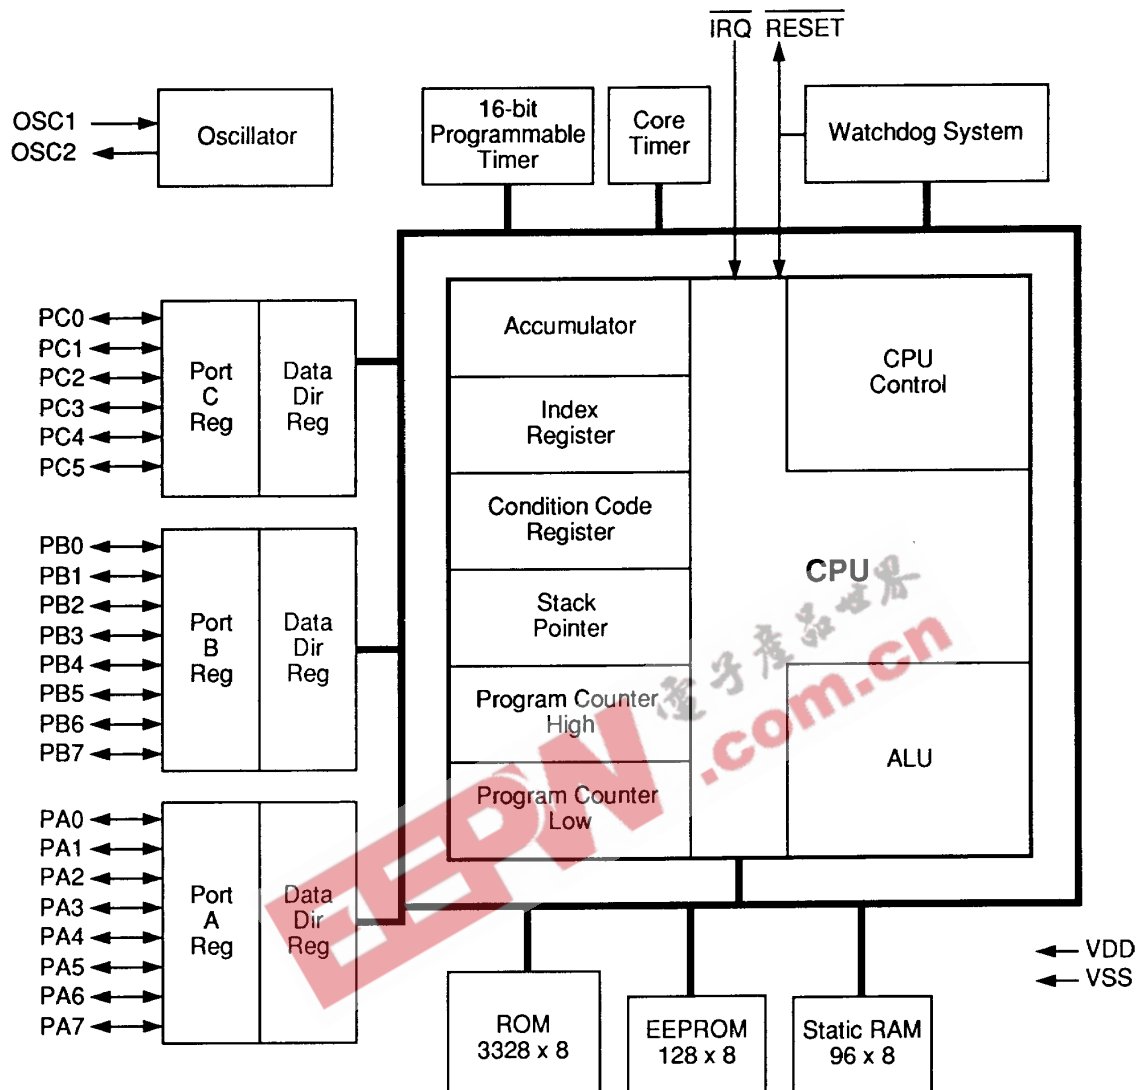 IRQ RESET
OSC1
OSC2
Oscillator
16-bit
Programmable
Timer
Core
Timer
Watchdog System
PC0
PC1
PC2
PC3
PC4
PC5
Port
C
Reg
Data
Dir
Reg
PB0
PB1
PB2
PB3
PB4
PB5
PB6
PB7
Port
B
Reg
Data
Dir
Reg
PA0
PA1
PA2
PA3
PA4
PA5
PA6
PA7
Port
A
Reg
Data
Dir
Reg
Accumulator
Index
Register
Condition Code
Register
Stack
Pointer
Program Counter
High
Program Counter
Low
CPU
Control
CPU
ALU
ROM
3328 x 8
EEPROM
128 x 8
Static RAM
96 x 8
VDD
VSS
電子產品世界
EEPW.com.cn